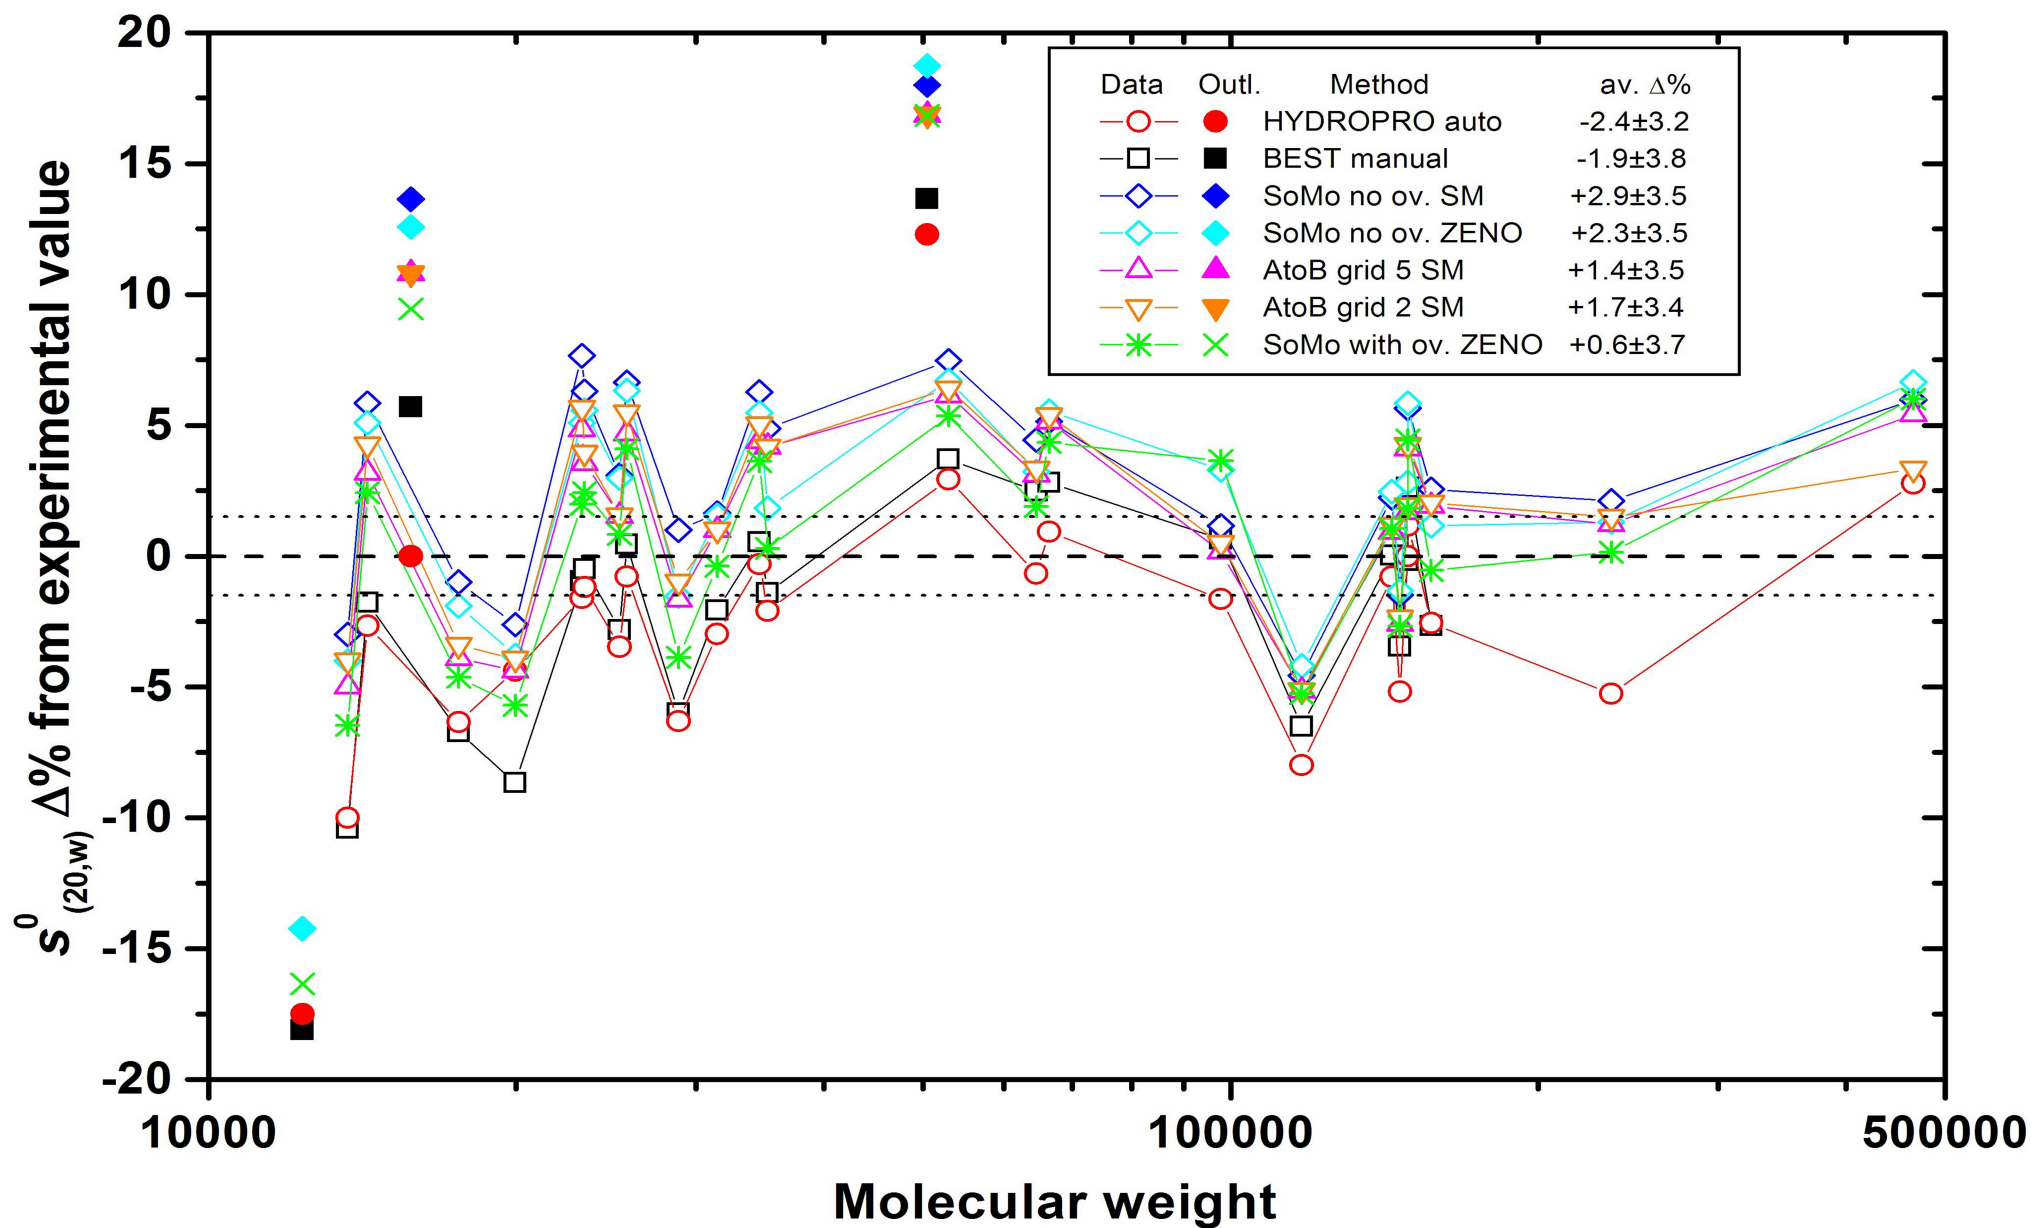 20
15
10
5
0
-5
-10
-15
-20
s⁰(20,w) Δ% from experimental value
Data Outl. Method av. Δ%
HYDROPRO auto -2.4±3.2
BEST manual -1.9±3.8
SoMo no ov. SM +2.9±3.5
SoMo no ov. ZENO +2.3±3.5
AtoB grid 5 SM +1.4±3.5
AtoB grid 2 SM +1.7±3.4
SoMo with ov. ZENO +0.6±3.7
10000 100000 500000
Molecular weight